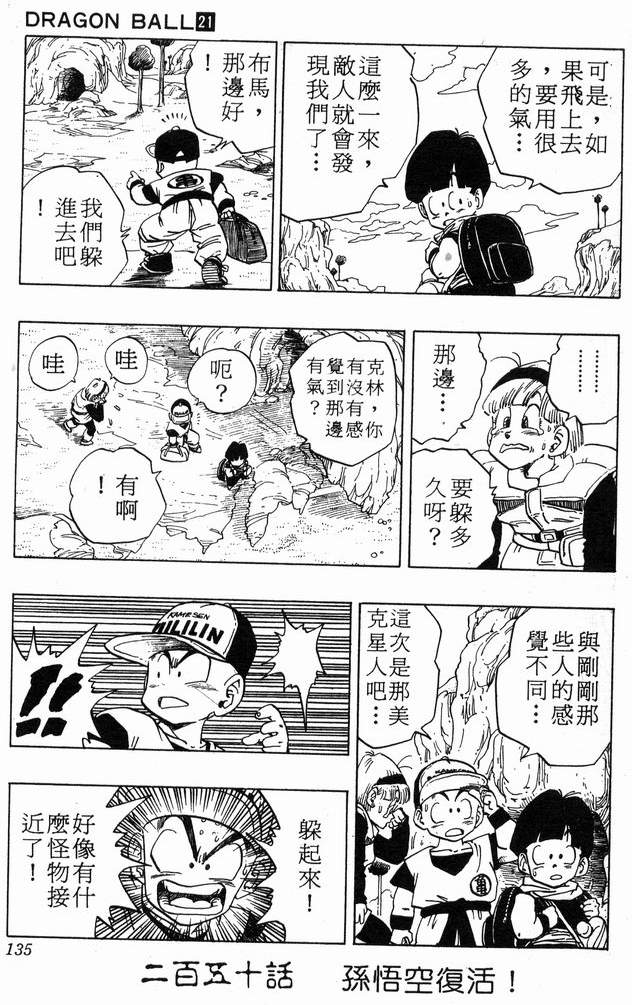 DRAGON BALL 21
可是，如
果飛上去
，要用很
多的氣…
這麼一來，
敵人就會發
現我們了…
布馬，
那邊好
！
我們躲
進去吧
！
………
那邊…
要躲多
久呀？
克林，你
有沒有感
覺到那邊
有氣？
呃？
哇
哇
有啊
！
與剛剛那
些人的感
覺不同…
這次是那美
克星人吧…
KAMESEN
MILILIN
KAME
龜
!!
躲起來！
好像有什
麼怪物接
近了！
135
二百五十話　孫悟空復活！